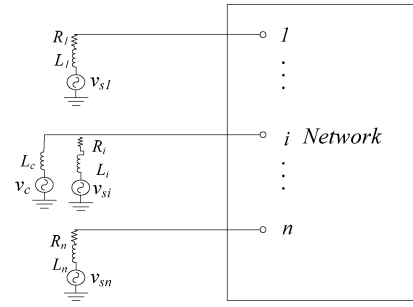 R1 1
L1
vs1
i Network
Ri
Lc Li
vc vsi
Rn n
Ln
vsn